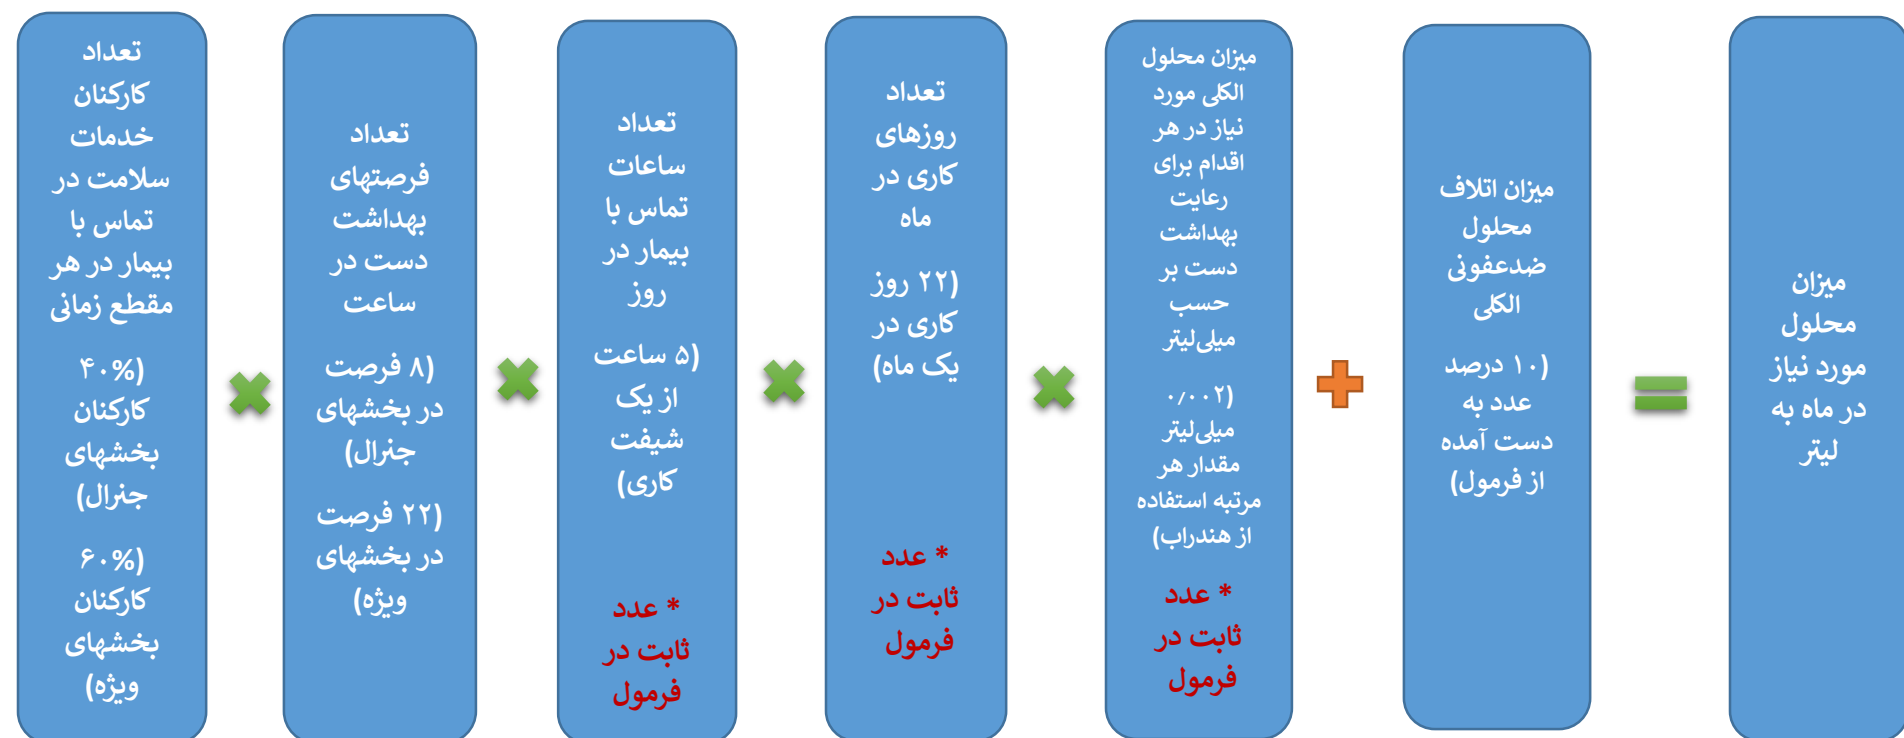 تعداد
کارکنان
خدمات
سلامت در
تماس با
بیمار در هر
مقطع زمانی
(۴۰%
کارکنان
بخشهای
جنرال)
(۶۰%
کارکنان
بخشهای
ویژه)
تعداد
فرصتهای
بهداشت
دست در
ساعت
(۸ فرصت
در بخشهای
جنرال)
(۲۲ فرصت
در بخشهای
ویژه)
تعداد
ساعات
تماس با
بیمار در
روز
(۵ ساعت
از یک
شیفت
کاری)
* عدد
ثابت در
فرمول
تعداد
روزهای
کاری در
ماه
(۲۲ روز
کاری در
یک ماه)
* عدد
ثابت در
فرمول
میزان محلول
الکلی مورد
نیاز در هر
اقدام برای
رعایت
بهداشت
دست بر
حسب
میلی‌لیتر
(۰/۰۰۲
میلی‌لیتر
مقدار هر
مرتبه استفاده
از هندراب)
* عدد
ثابت در
فرمول
میزان اتلاف
محلول
ضدعفونی
الکلی
(۱۰ درصد
عدد به
دست آمده
از فرمول)
میزان
محلول
مورد نیاز
در ماه به
لیتر